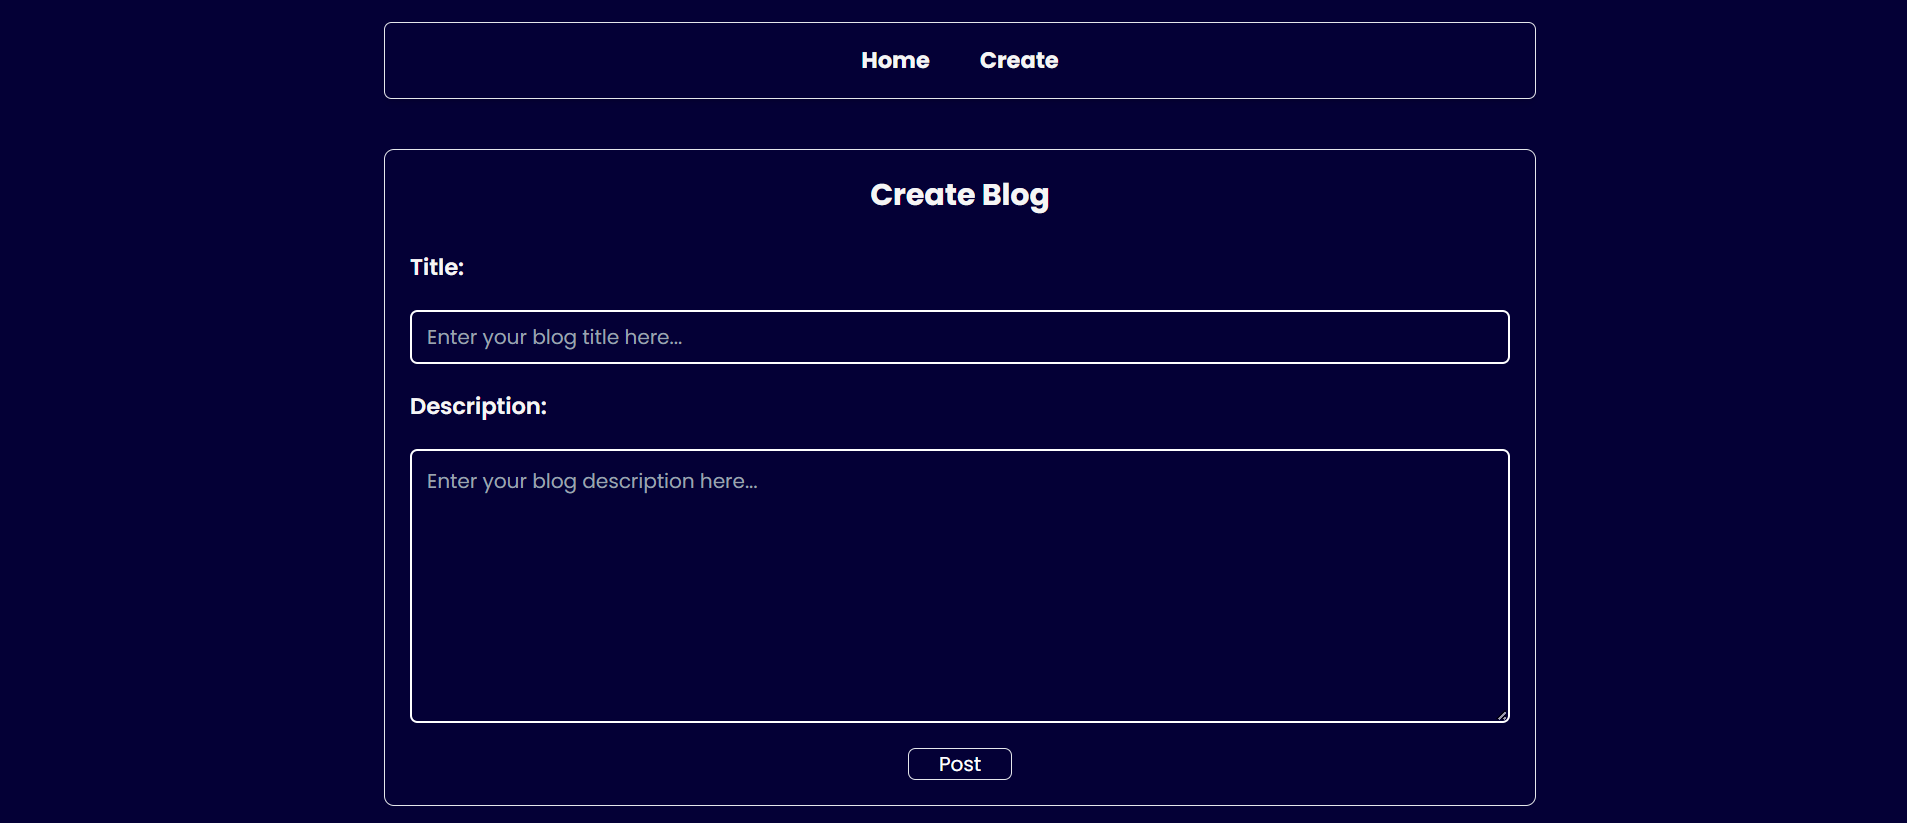 Home Create
Create Blog
Title:
Enter your blog title here...
Description:
Enter your blog description here...
Post